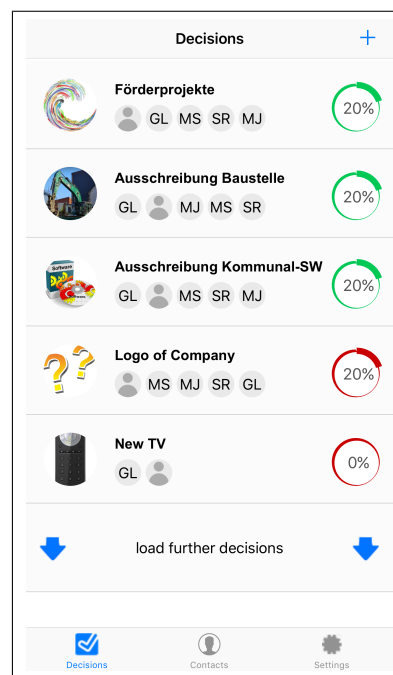 Decisions
+
Förderprojekte
GL MS SR MJ
20%
Ausschreibung Baustelle
GL MJ MS SR
20%
Ausschreibung Kommunal-SW
Software
GL MS SR MJ
20%
Logo of Company
??
MS MJ SR GL
20%
New TV
GL
0%
load further decisions
Decisions Contacts Settings